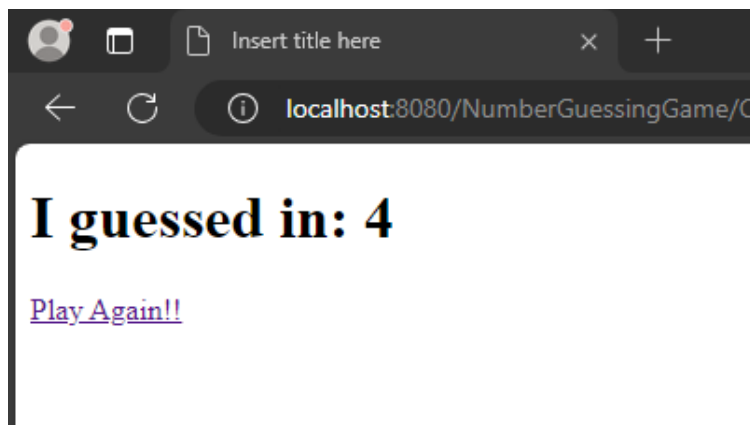 Insert title here
localhost:8080/NumberGuessingGame/
I guessed in: 4
Play Again!!